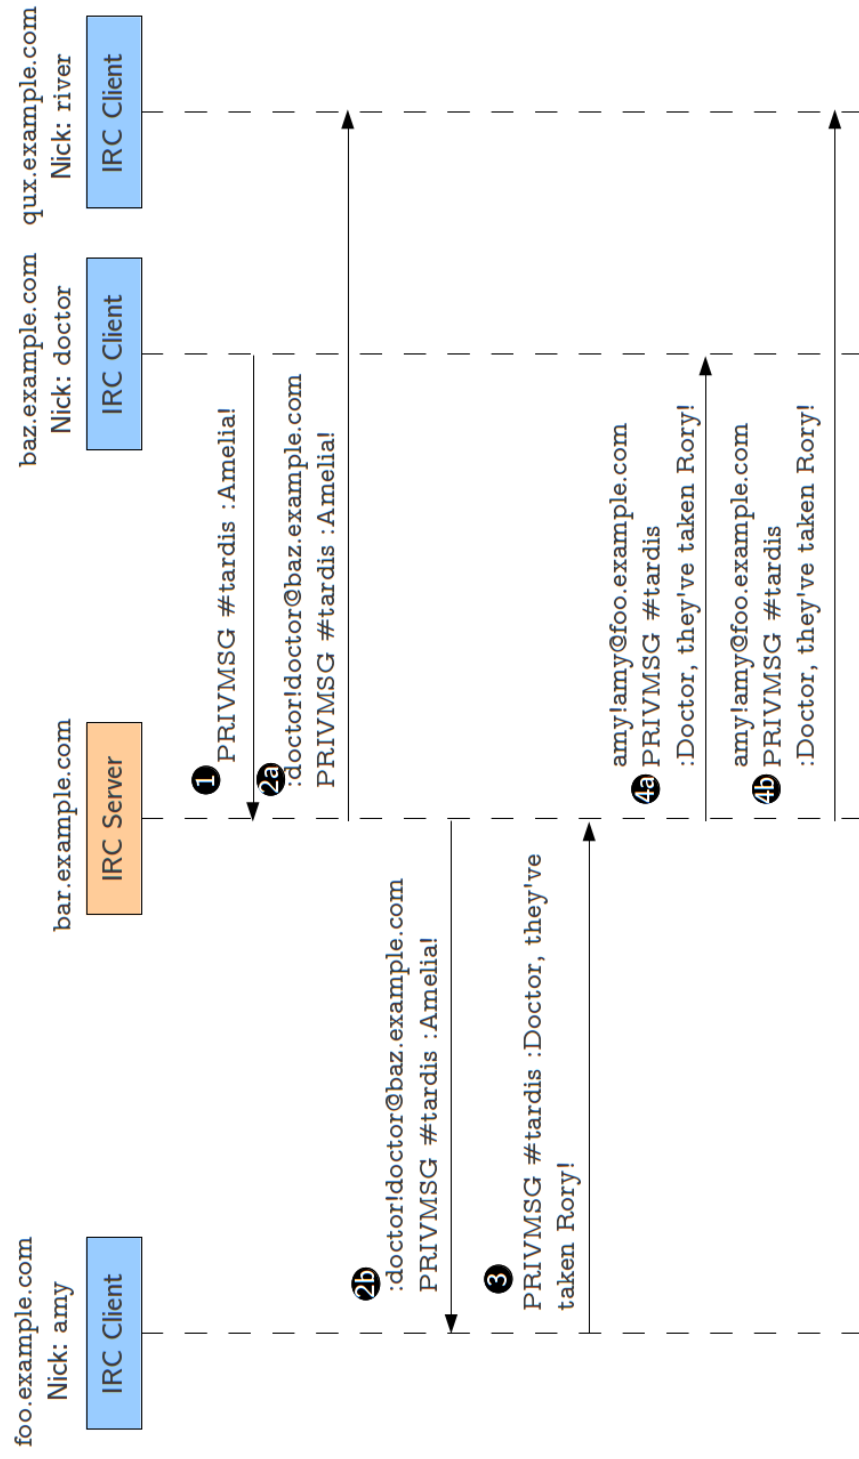 foo.example.com
Nick: amy
IRC Client
bar.example.com
IRC Server
baz.example.com
Nick: doctor
IRC Client
qux.example.com
Nick: river
IRC Client
1
PRIVMSG #tardis :Amelia!
2a
:doctor!doctor@baz.example.com
PRIVMSG #tardis :Amelia!
2b
:doctor!doctor@baz.example.com
PRIVMSG #tardis :Amelia!
3
PRIVMSG #tardis :Doctor, they've
taken Rory!
amy!amy@foo.example.com
4a PRIVMSG #tardis
:Doctor, they've taken Rory!
amy!amy@foo.example.com
4b PRIVMSG #tardis
:Doctor, they've taken Rory!